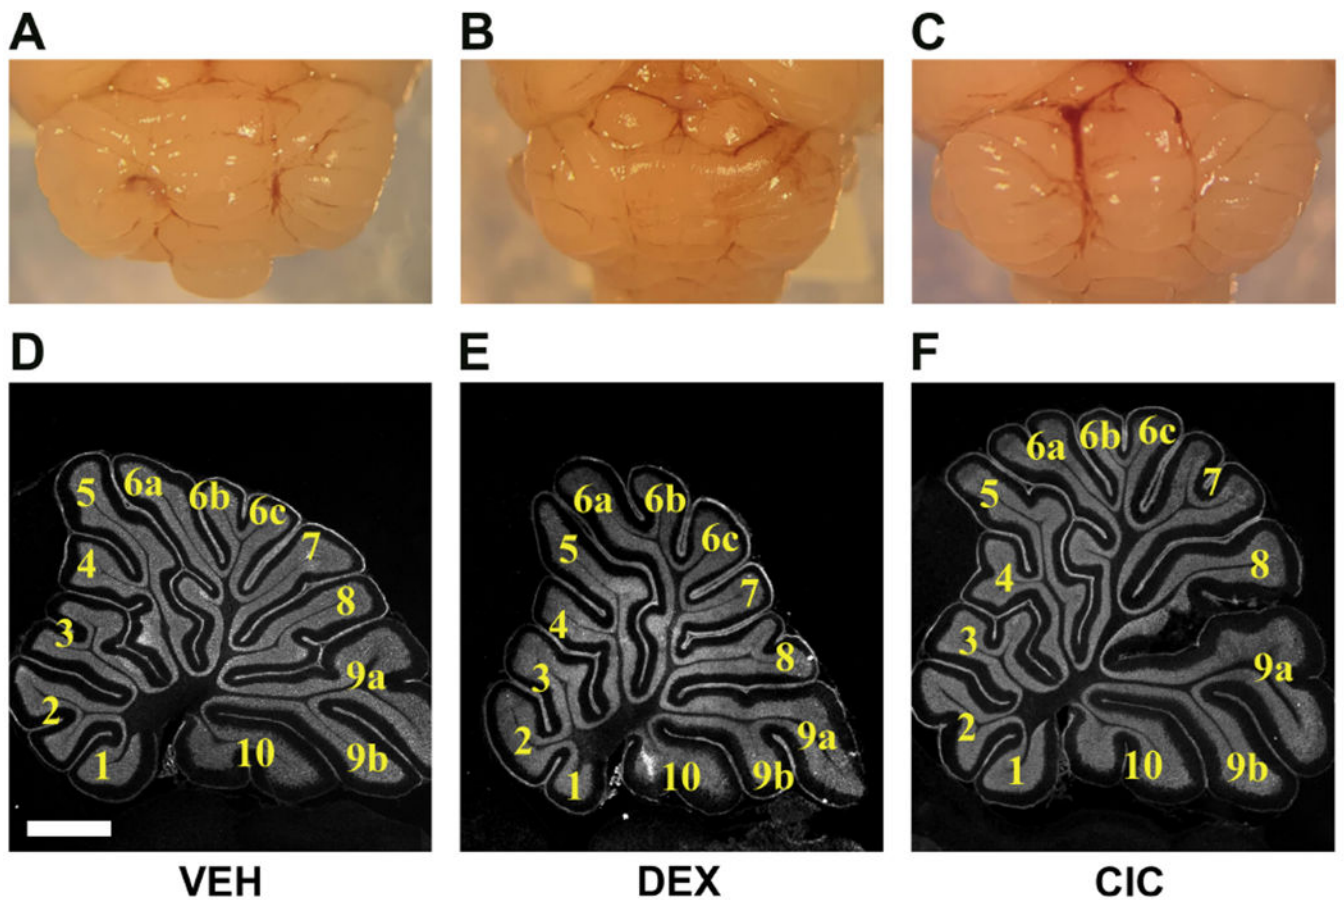 A B C
D E F
5 6a 6b 6c 7 4 8 3 9a 2 1 10 9b
6a 6b 5 6c 7 4 8 3 9a 2 1 10 9b
6a 6b 6c 7 5 8 4 3 9a 2 1 10 9b
VEH DEX CIC